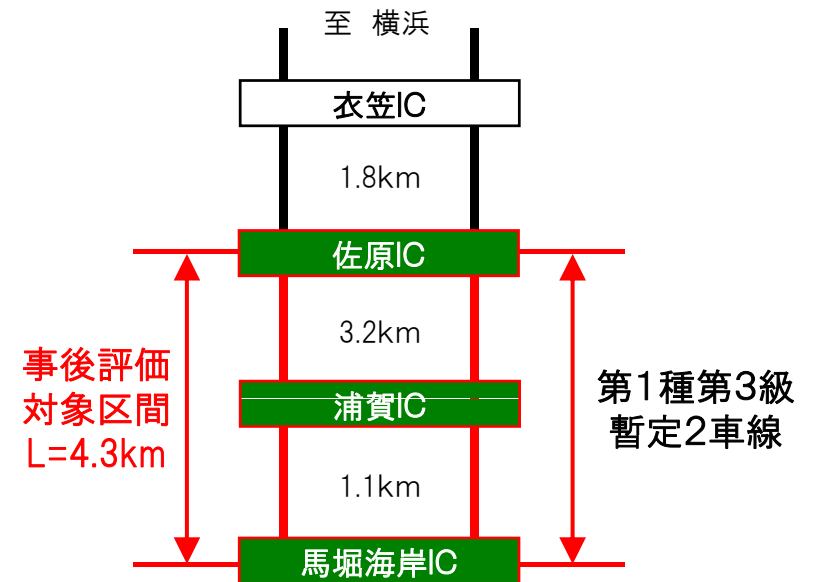 至 横浜
衣笠IC
1.8km
佐原IC
3.2km
事後評価
対象区間
L=4.3km
第1種第3級
暫定2車線
浦賀IC
1.1km
馬堀海岸IC